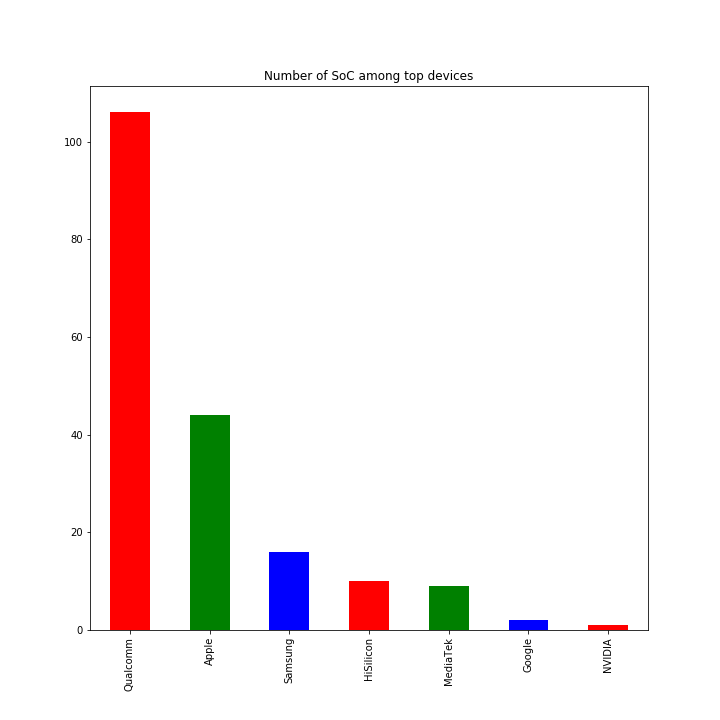 Number of SoC among top devices
100
80
60
40
20
0
Qualcomm
Apple
Samsung
HiSilicon
MediaTek
Google
NVIDIA